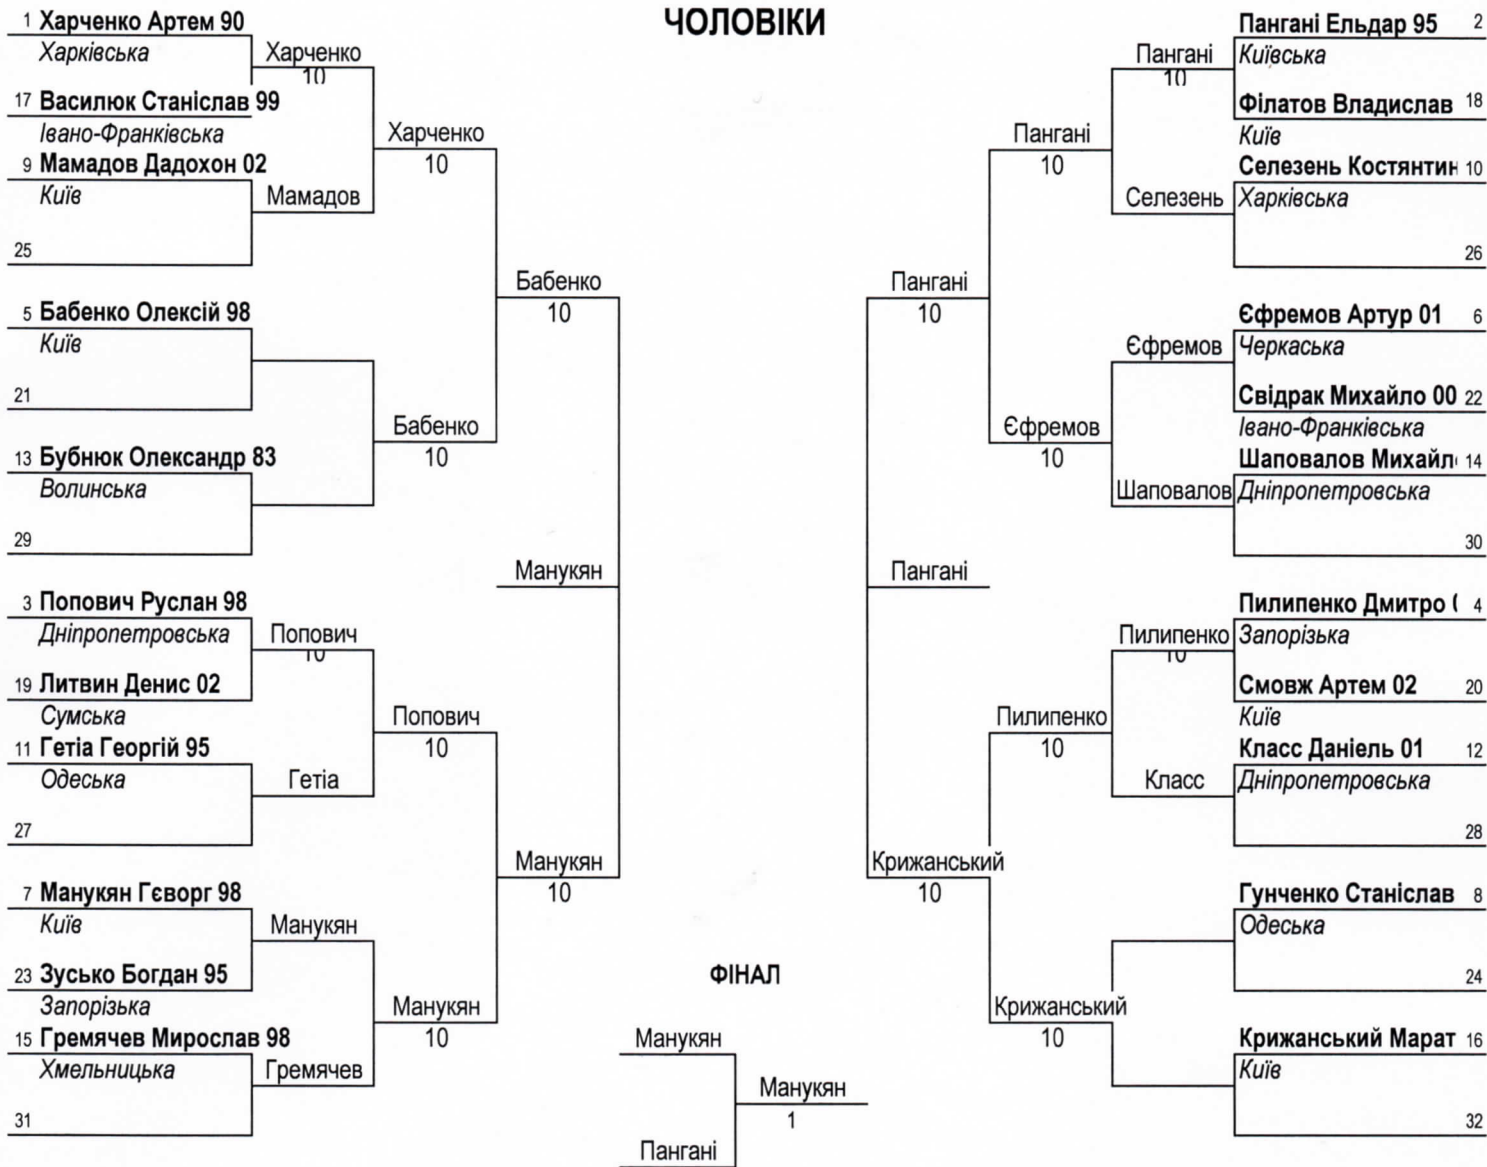 ЧОЛОВІКИ
1 Харченко Артем 90
Харківська
17 Василюк Станіслав 99
Івано-Франківська
9 Мамадов Дадохон 02
Київ
25
5 Бабенко Олексій 98
Київ
21
13 Бубнюк Олександр 83
Волинська
29
3 Попович Руслан 98
Дніпропетровська
19 Литвин Денис 02
Сумська
11 Гетіа Георгій 95
Одеська
27
7 Манукян Гєворг 98
Київ
23 Зусько Богдан 95
Запорізька
15 Гремячев Мирослав 98
Хмельницька
31
Харченко
10
Мамадов
Попович
10
Гетіа
Манукян
Гремячев
Харченко
10
Бабенко
10
Попович
10
Манукян
10
Бабенко
10
Манукян
Манукян
10
ФІНАЛ
Манукян
Пангані
Манукян
1
Пангані
10
Пангані
Крижанський
10
Пангані
10
Єфремов
10
Пилипенко
10
Крижанський
10
Пангані
10
Селезень
Єфремов
Шаповалов
Пилипенко
10
Класс
Пангані Ельдар 95 2
Київська
Філатов Владислав 18
Київ
Селезень Костянтин 10
Харківська
26
Єфремов Артур 01 6
Черкаська
Свідрак Михайло 00 22
Івано-Франківська
Шаповалов Михайл 14
Дніпропетровська
30
Пилипенко Дмитро 4
Запорізька
Смовж Артем 02 20
Київ
Класс Даніель 01 12
Дніпропетровська
28
Гунченко Станіслав 8
Одеська
24
Крижанський Марат 16
Київ
32